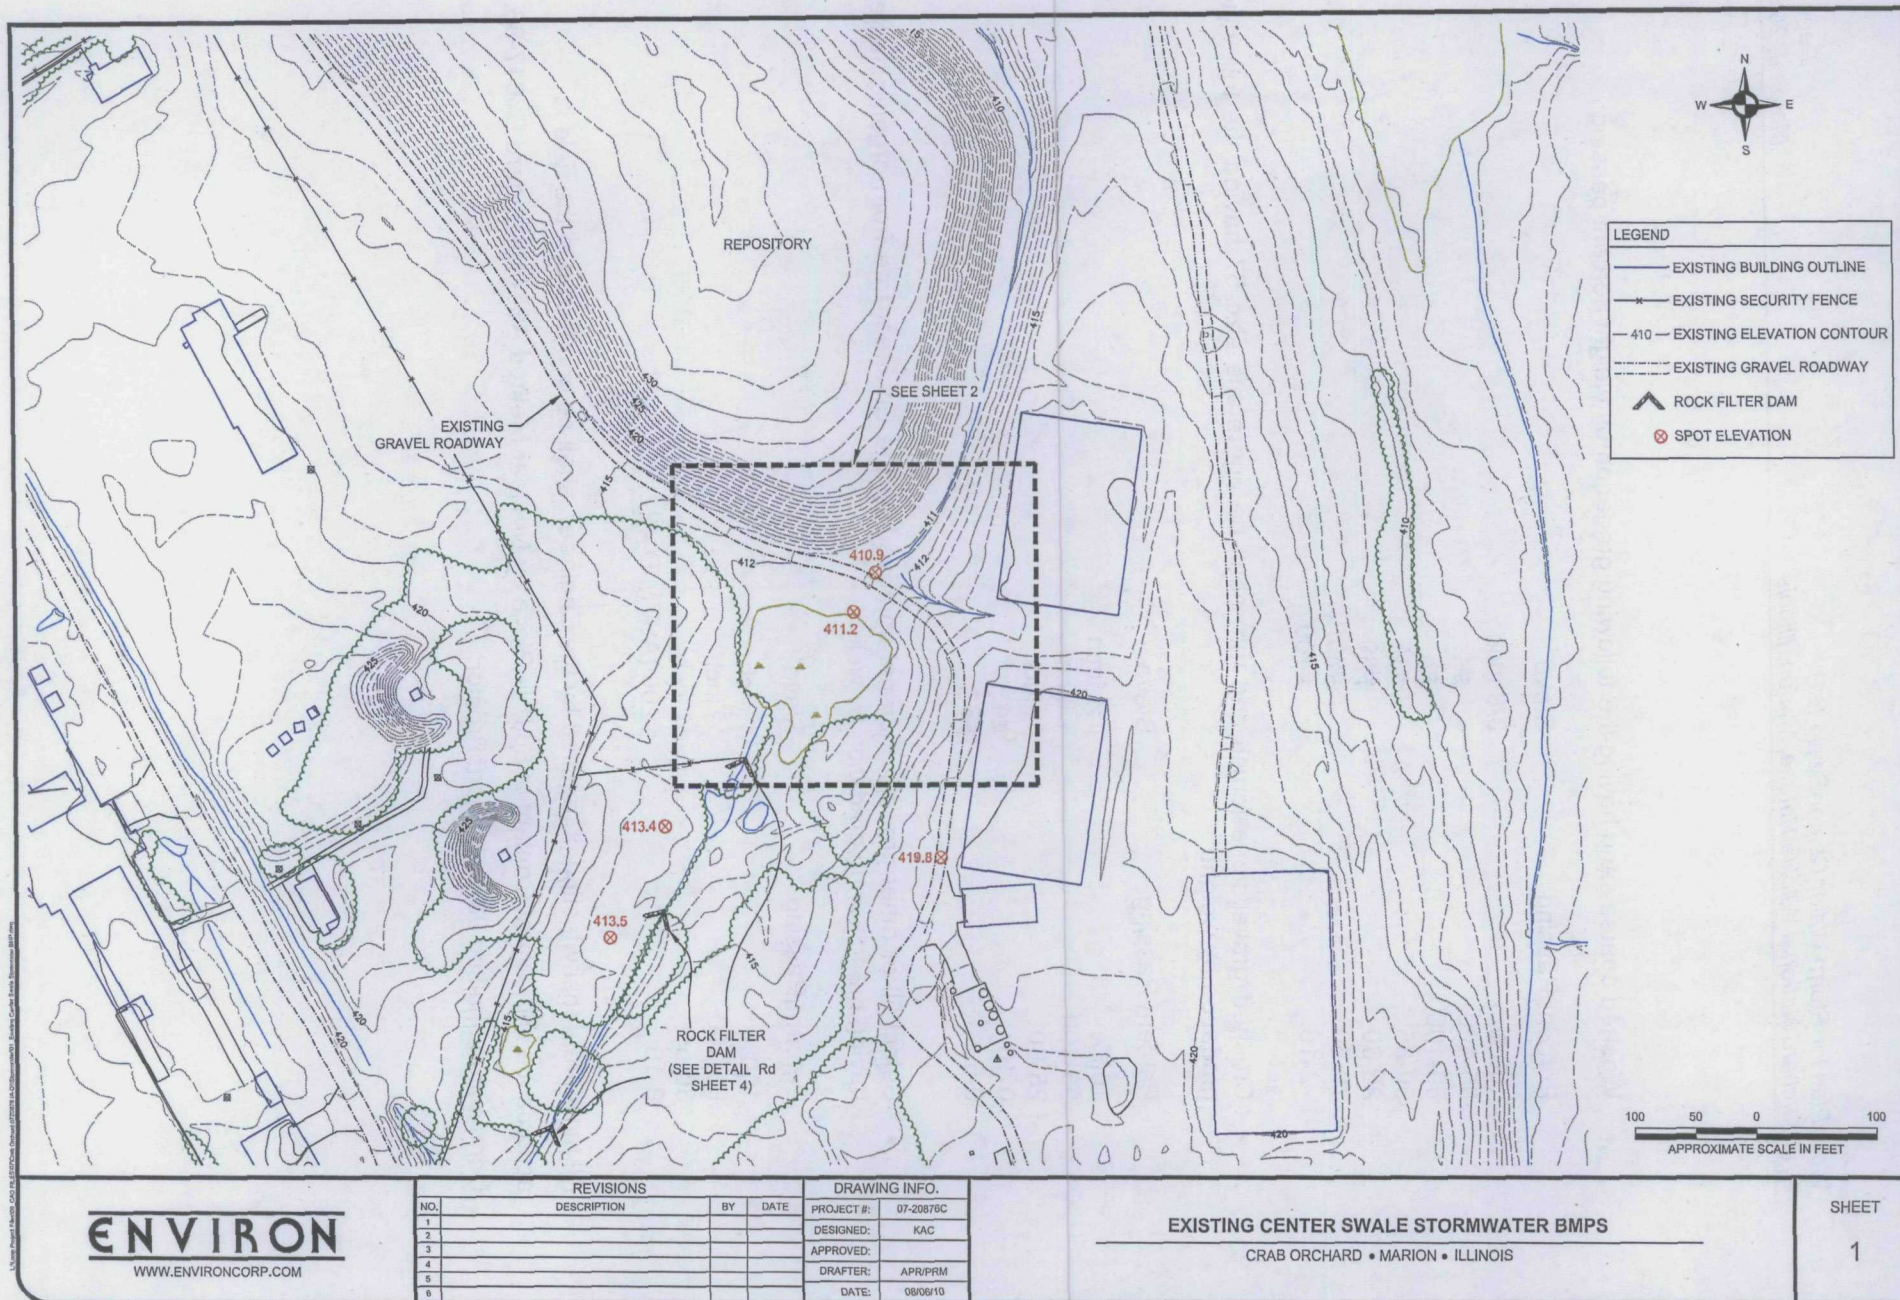 N
W
E
S
LEGEND
EXISTING BUILDING OUTLINE
EXISTING SECURITY FENCE
410 EXISTING ELEVATION CONTOUR
EXISTING GRAVEL ROADWAY
ROCK FILTER DAM
SPOT ELEVATION
410
415
REPOSITORY
430
425
420
415
SEE SHEET 2
EXISTING
GRAVEL ROADWAY
411
412
412
410.9
411.2
410
415
420
420
425
425
413.4
419.8
413.5
415
415
420
420
420
420
ROCK FILTER
DAM
(SEE DETAIL Rd
SHEET 4)
100 50 0 100
APPROXIMATE SCALE IN FEET
ENVIRON
WWW.ENVIRONCORP.COM
REVISIONS
NO. DESCRIPTION BY DATE
1
2
3
4
5
6
DRAWING INFO.
PROJECT #: 07-20876C
DESIGNED: KAC
APPROVED:
DRAFTER: APR/PRM
DATE: 08/06/10
EXISTING CENTER SWALE STORMWATER BMPS
CRAB ORCHARD • MARION • ILLINOIS
SHEET
1